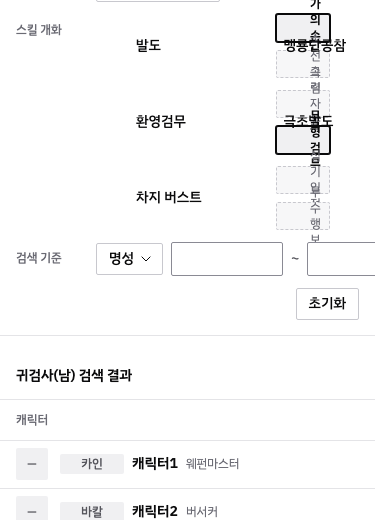 스킬 개화
발도
맹룡단공참
환영검무
극초발도
차지 버스트
검색 기준
명성
~
초기화
귀검사(남) 검색 결과
캐릭터
– 카인 캐릭터1 웨펀마스터
– 바칼 캐릭터2 버서커